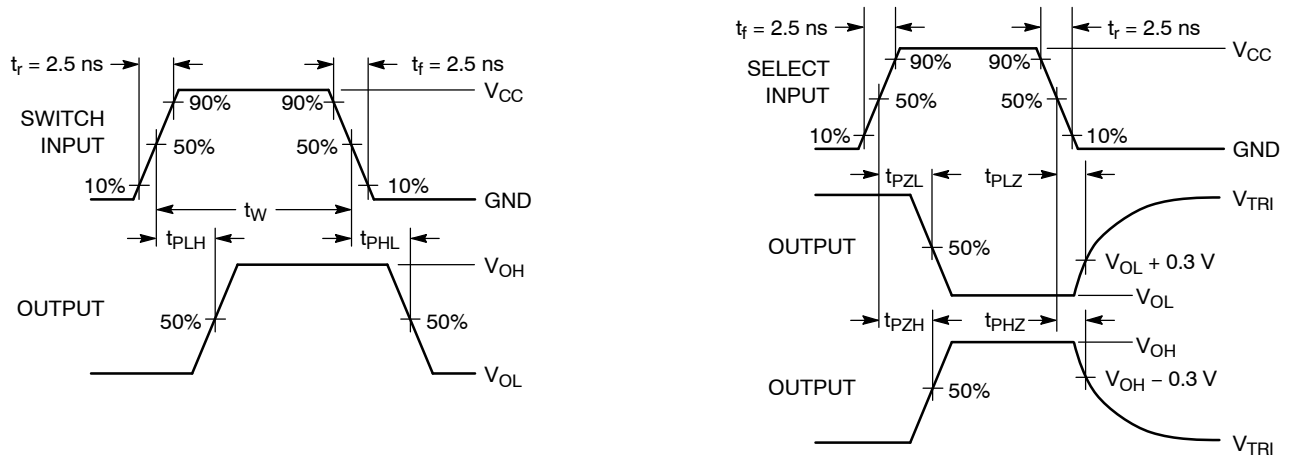 t_r = 2.5 ns
t_f = 2.5 ns
V_CC
SWITCH
INPUT
90%
90%
50%
50%
10%
10%
GND
t_W
t_PLH
t_PHL
V_OH
OUTPUT
50%
50%
V_OL
t_f = 2.5 ns
t_r = 2.5 ns
V_CC
SELECT
INPUT
90%
90%
50%
50%
10%
10%
GND
t_PZL
t_PLZ
V_TRI
OUTPUT
50%
V_OL + 0.3 V
V_OL
t_PZH
t_PHZ
V_OH
OUTPUT
50%
V_OH − 0.3 V
V_TRI